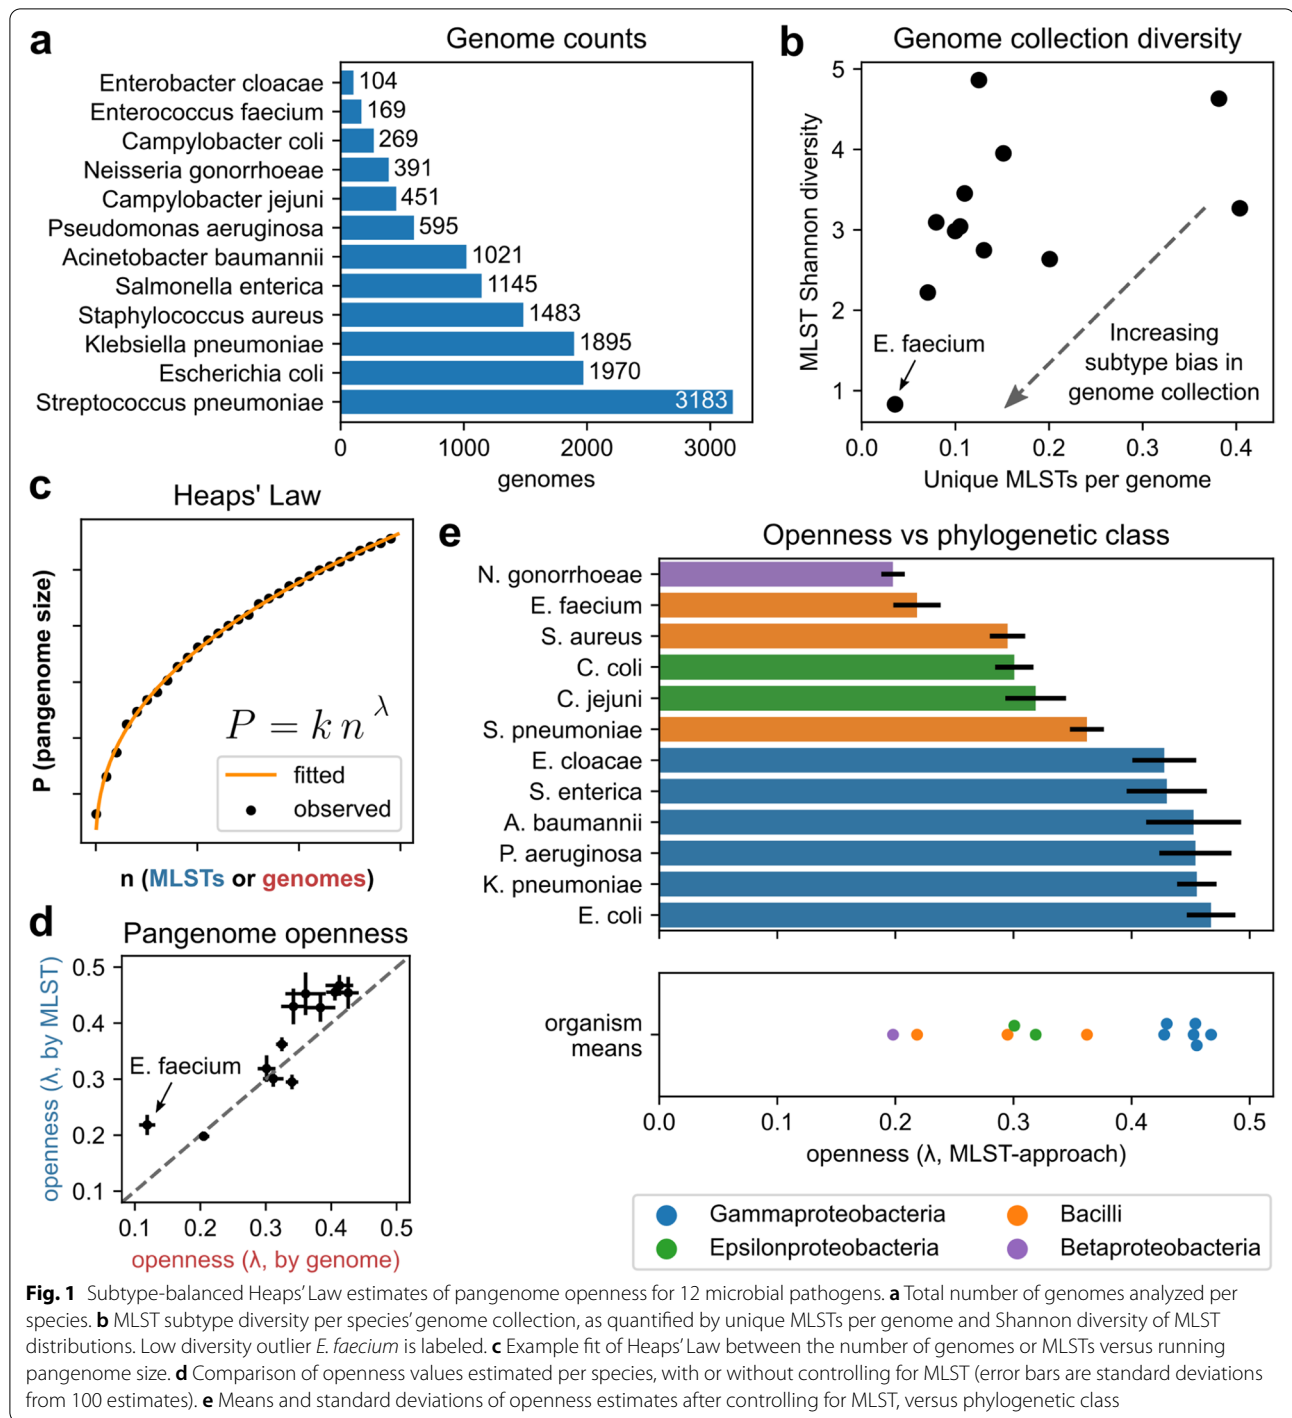 a
Genome counts
Enterobacter cloacae 104
Enterococcus faecium 169
Campylobacter coli 269
Neisseria gonorrhoeae 391
Campylobacter jejuni 451
Pseudomonas aeruginosa 595
Acinetobacter baumannii 1021
Salmonella enterica 1145
Staphylococcus aureus 1483
Klebsiella pneumoniae 1895
Escherichia coli 1970
Streptococcus pneumoniae 3183
0 1000 2000 3000
genomes
b
Genome collection diversity
MLST Shannon diversity
5
4
3
2
1
E. faecium
Increasing
subtype bias in
genome collection
0.0 0.1 0.2 0.3 0.4
Unique MLSTs per genome
c
Heaps' Law
P (pangenome size)
P = k n^λ
fitted
observed
n (MLSTs or genomes)
d
Pangenome openness
openness (λ, by MLST)
0.5
0.4
0.3
0.2
0.1
E. faecium
0.1 0.2 0.3 0.4 0.5
openness (λ, by genome)
e
Openness vs phylogenetic class
N. gonorrhoeae
E. faecium
S. aureus
C. coli
C. jejuni
S. pneumoniae
E. cloacae
S. enterica
A. baumannii
P. aeruginosa
K. pneumoniae
E. coli
organism
means
0.0 0.1 0.2 0.3 0.4 0.5
openness (λ, MLST-approach)
Gammaproteobacteria Bacilli
Epsilonproteobacteria Betaproteobacteria
Fig. 1 Subtype-balanced Heaps' Law estimates of pangenome openness for 12 microbial pathogens. a Total number of genomes analyzed per
species. b MLST subtype diversity per species' genome collection, as quantified by unique MLSTs per genome and Shannon diversity of MLST
distributions. Low diversity outlier E. faecium is labeled. c Example fit of Heaps' Law between the number of genomes or MLSTs versus running
pangenome size. d Comparison of openness values estimated per species, with or without controlling for MLST (error bars are standard deviations
from 100 estimates). e Means and standard deviations of openness estimates after controlling for MLST, versus phylogenetic class